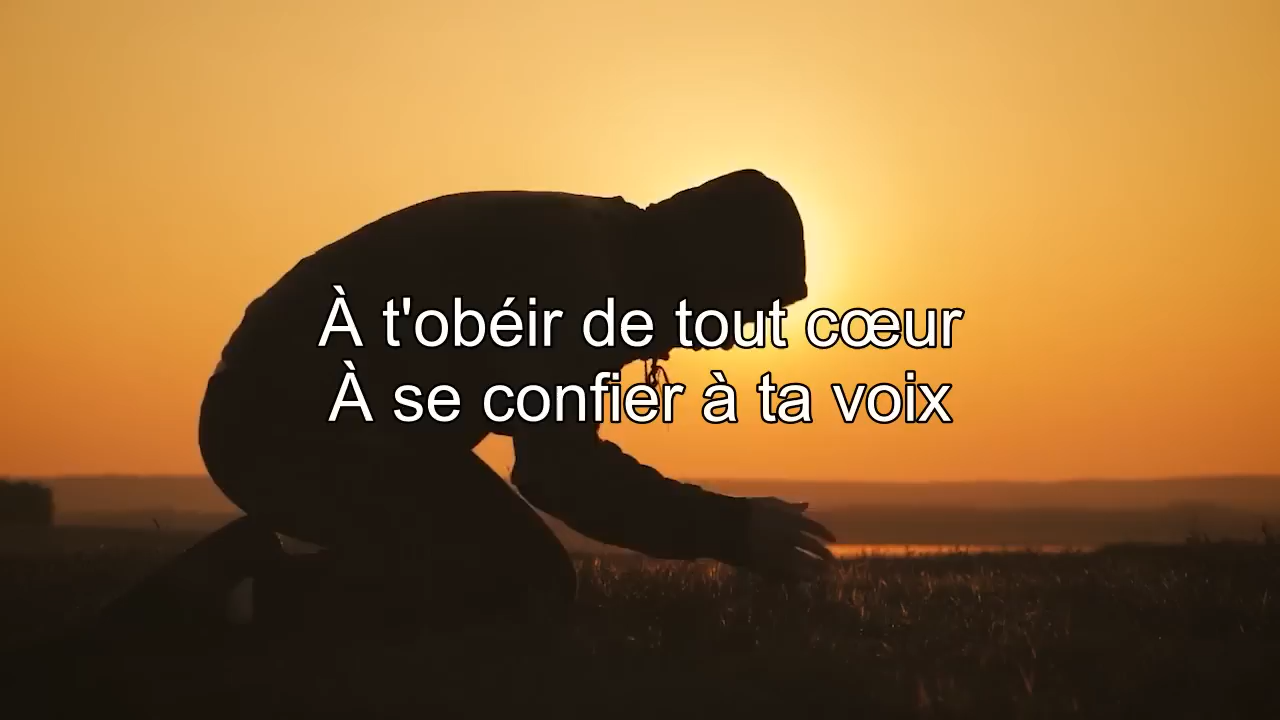 À t'obéir de tout cœur
À se confier à ta voix